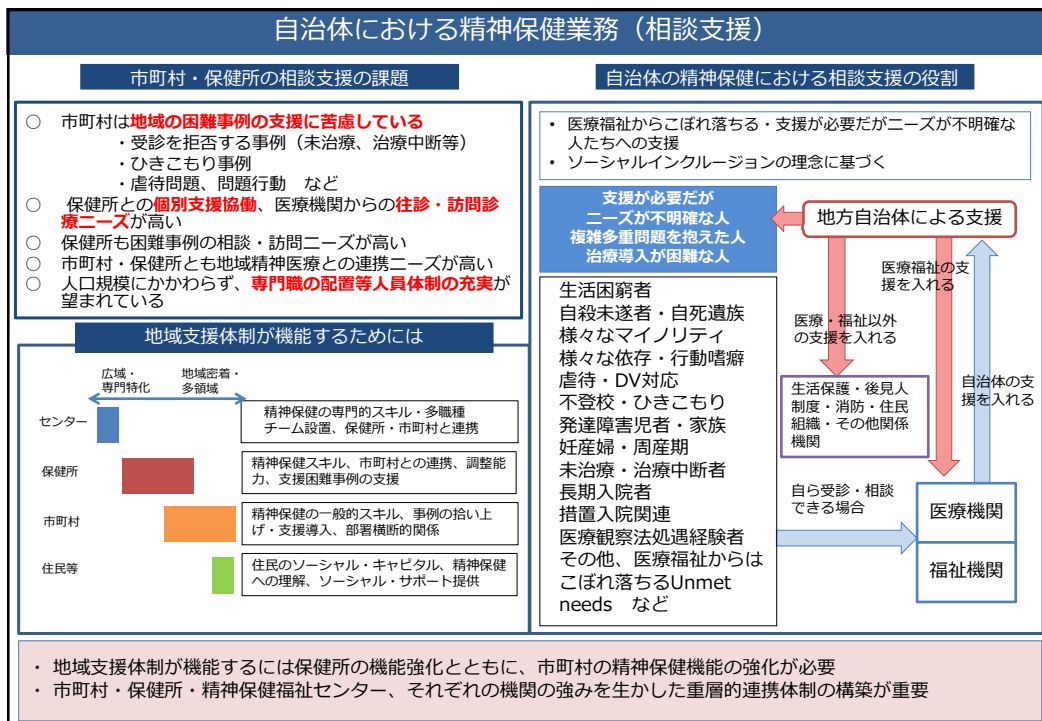 自治体における精神保健業務（相談支援）
市町村・保健所の相談支援の課題
○　市町村は地域の困難事例の支援に苦慮している
・受診を拒否する事例（未治療、治療中断等）
・ひきこもり事例
・虐待問題、問題行動　など
○　保健所との個別支援協働、医療機関からの往診・訪問診
療ニーズが高い
○　保健所も困難事例の相談・訪問ニーズが高い
○　市町村・保健所とも地域精神医療との連携ニーズが高い
○　人口規模にかかわらず、専門職の配置等人員体制の充実が
望まれている
地域支援体制が機能するためには
広域・
専門特化
地域密着・
多領域
センター
精神保健の専門的スキル・多職種
チーム設置、保健所・市町村と連携
保健所
精神保健スキル、市町村との連携、調整能
力、支援困難事例の支援
市町村
精神保健の一般的スキル、事例の拾い上
げ・支援導入、部署横断的関係
住民等
住民のソーシャル・キャピタル、精神保健
への理解、ソーシャル・サポート提供
自治体の精神保健における相談支援の役割
・ 医療福祉からこぼれ落ちる・支援が必要だがニーズが不明確な
人たちへの支援
・ ソーシャルインクルージョンの理念に基づく
支援が必要だが
ニーズが不明確な人
複雑多重問題を抱えた人
治療導入が困難な人
地方自治体による支援
生活困窮者
自殺未遂者・自死遺族
様々なマイノリティ
様々な依存・行動嗜癖
虐待・DV対応
不登校・ひきこもり
発達障害児者・家族
妊産婦・周産期
未治療・治療中断者
長期入院者
措置入院関連
医療観察法処遇経験者
その他、医療福祉からは
こぼれ落ちるUnmet
needs　など
医療福祉の支
援を入れる
医療・福祉以外
の支援を入れる
生活保護・後見人
制度・消防・住民
組織・その他関係
機関
自治体の支
援を入れる
自ら受診・相談
できる場合
医療機関
福祉機関
・ 地域支援体制が機能するには保健所の機能強化とともに、市町村の精神保健機能の強化が必要
・ 市町村・保健所・精神保健福祉センター、それぞれの機関の強みを生かした重層的連携体制の構築が重要